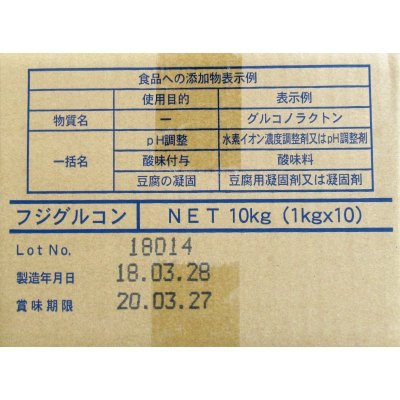 食品への添加物表示例
使用目的 表示例
物質名 ー グルコノラクトン
pH調整 水素イオン濃度調整剤又はpH調整剤
一括名 酸味付与 酸味料
豆腐の凝固 豆腐用凝固剤又は凝固剤
フジグルコン NET 10kg (1kgx10)
Lot No. 18014
製造年月日 18.03.28
賞味期限 20.03.27